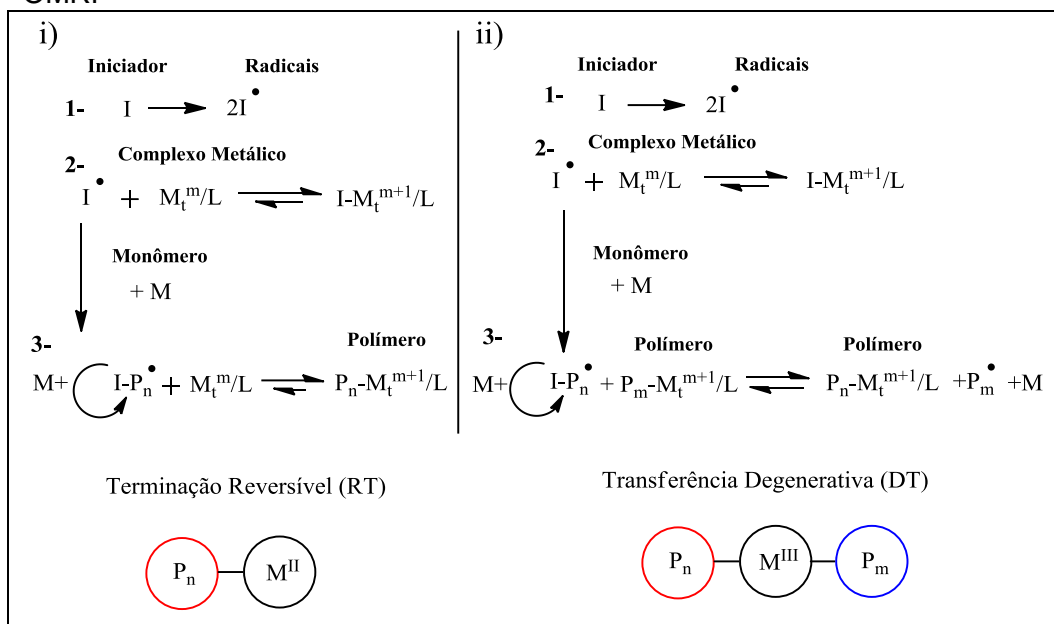 i)
Iniciador Radicais
1- I 2I•
2- Complexo Metálico
I• + Mₜᵐ/L I-Mₜᵐ⁺¹/L
Monômero
+ M
3- Polímero
M+ I-Pₙ• + Mₜᵐ/L Pₙ-Mₜᵐ⁺¹/L
Terminação Reversível (RT)
Pₙ Mᴵᴵ
ii)
Iniciador Radicais
1- I 2I•
2- Complexo Metálico
I• + Mₜᵐ/L I-Mₜᵐ⁺¹/L
Monômero
+ M
3- Polímero Polímero
M+ I-Pₙ• + Pₘ-Mₜᵐ⁺¹/L Pₙ-Mₜᵐ⁺¹/L +Pₘ• +M
Transferência Degenerativa (DT)
Pₙ Mᴵᴵᴵ Pₘ